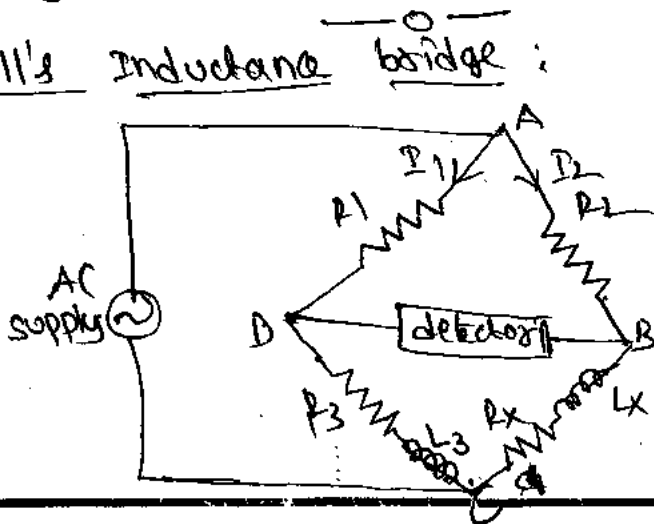 ll's Inductance bridge :
A
I1 I2
R1 R2
AC
supply
D detector B
R3 L3 Rx Lx
C